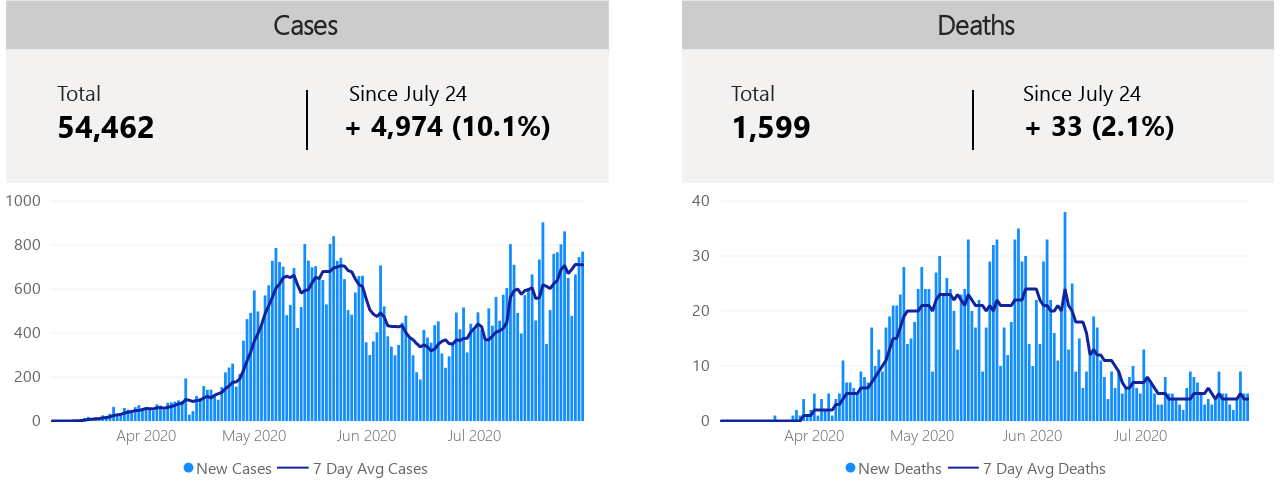 Cases
Total
Since July 24
54,462
+ 4,974 (10.1%)
1000
800
600
400
200
0
Apr 2020
May 2020
Jun 2020
Jul 2020
New Cases
7 Day Avg Cases
Deaths
Total
Since July 24
1,599
+ 33 (2.1%)
40
30
20
10
0
Apr 2020
May 2020
Jun 2020
Jul 2020
New Deaths
7 Day Avg Deaths